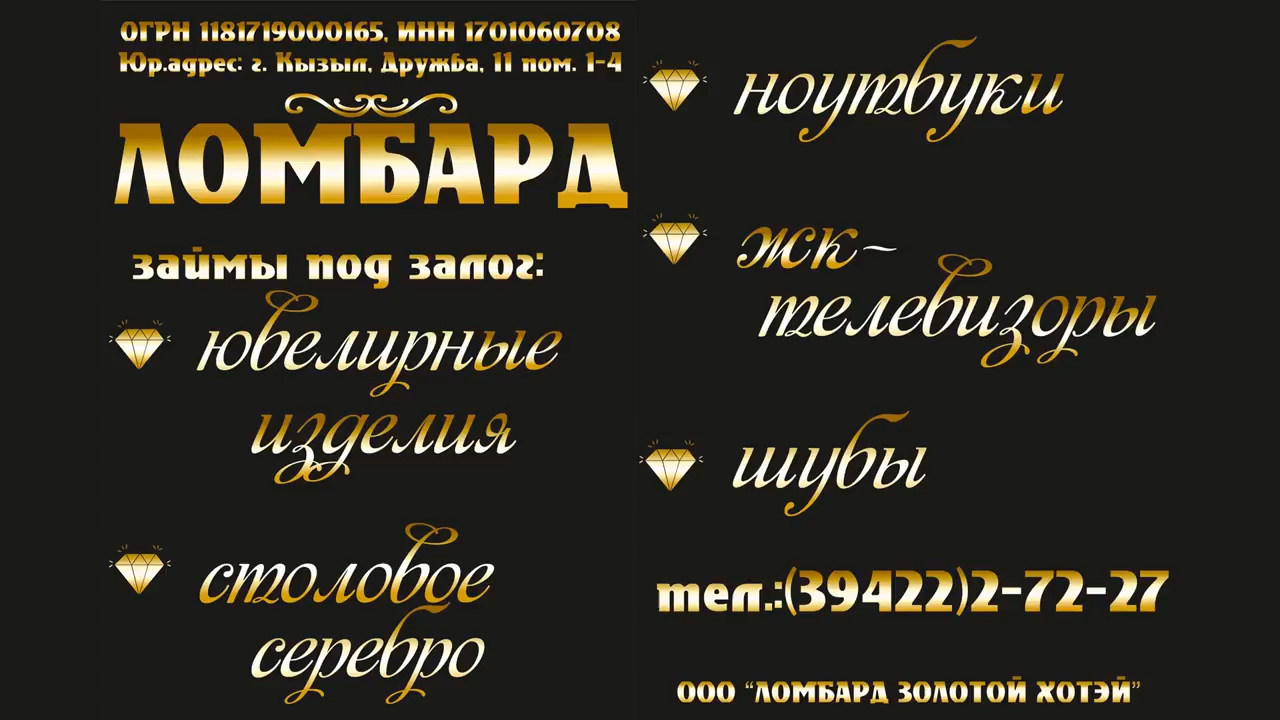 ОГРН 1181719000165, ИНН 1701060708
Юр.адрес: г. Кызыл, Дружба, 11 пом. 1-4
ЛОМБАРД
займы под залог:
ювелирные
изделия
столовое
серебро
ноутбуки
жк-
телевизоры
шубы
тел.:(39422)2-72-27
ООО “ЛОМБАРД ЗОЛОТОЙ ХОТЭЙ”